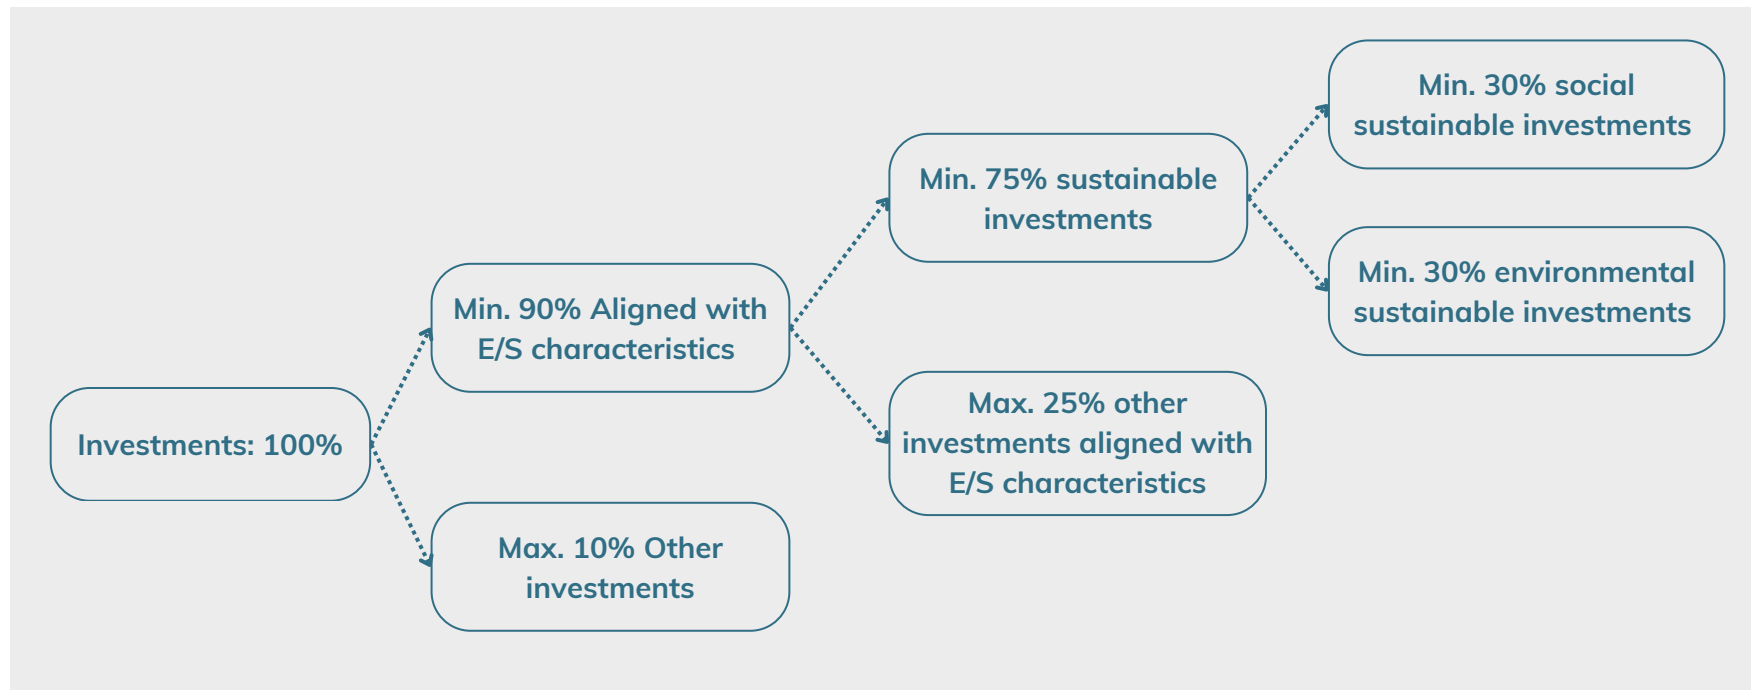 Investments: 100%
Min. 90% Aligned with
E/S characteristics
Max. 10% Other
investments
Min. 75% sustainable
investments
Max. 25% other
investments aligned with
E/S characteristics
Min. 30% social
sustainable investments
Min. 30% environmental
sustainable investments